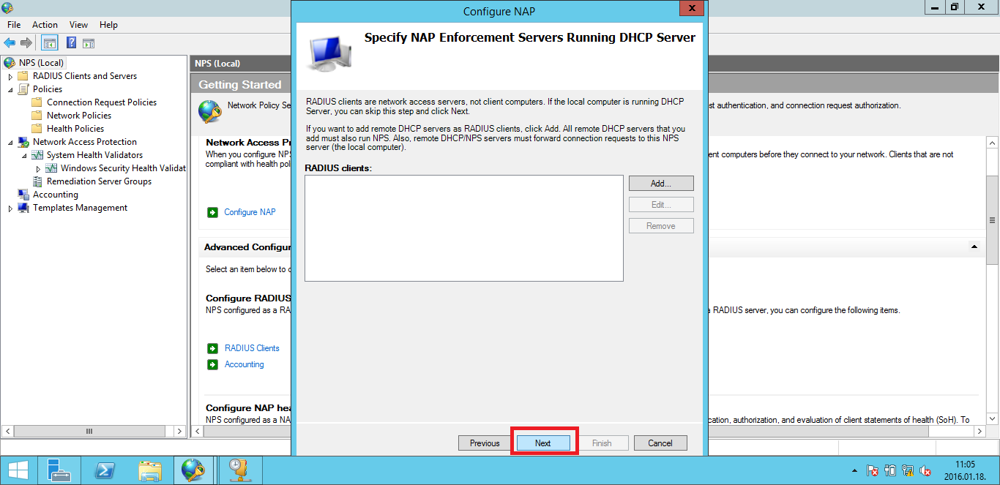 Configure NAP
x
File Action View Help
NPS (Local)
RADIUS Clients and Servers
Policies
Connection Request Policies
Network Policies
Health Policies
Network Access Protection
System Health Validators
Windows Security Health Validat
Remediation Server Groups
Accounting
Templates Management
NPS (Local)
Getting Started
Network Policy Se
st authentication, and connection request authorization.
Network Access Pr
When you configure NPS
ent computers before they connect to your network. Clients that are not
compliant with health poli
Configure NAP
Advanced Configur
Select an item below to c
Configure RADIUS
NPS configured as a RA
a RADIUS server, you can configure the following items.
RADIUS Clients
Accounting
Configure NAP hea
NPS configured as a NA
cation, authorization, and evaluation of client statements of health (SoH). To
Specify NAP Enforcement Servers Running DHCP Server
RADIUS clients are network access servers, not client computers. If the local computer is running DHCP
Server, you can skip this step and click Next.
If you want to add remote DHCP servers as RADIUS clients, click Add. All remote DHCP servers that you
add must also run NPS. Also, remote DHCP/NPS servers must forward connection requests to this NPS
server (the local computer).
RADIUS clients:
Add...
Edit...
Remove
Previous
Next
Finish
Cancel
11:05
2016.01.18.